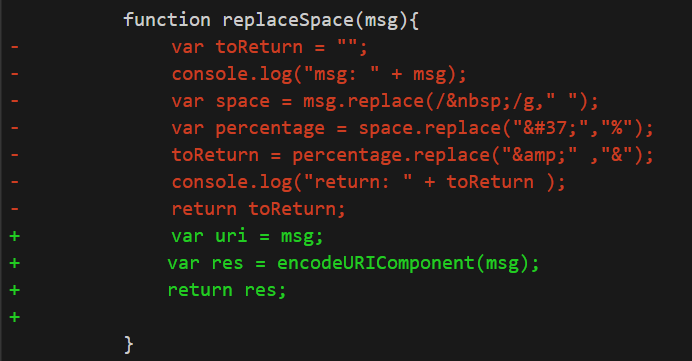 function replaceSpace(msg){
- var toReturn = "";
- console.log("msg: " + msg);
- var space = msg.replace(/&nbsp;/g," ");
- var percentage = space.replace("&#37;","%");
- toReturn = percentage.replace("&amp;" ,"&");
- console.log("return: " + toReturn );
- return toReturn;
+ var uri = msg;
+ var res = encodeURIComponent(msg);
+ return res;
+
}